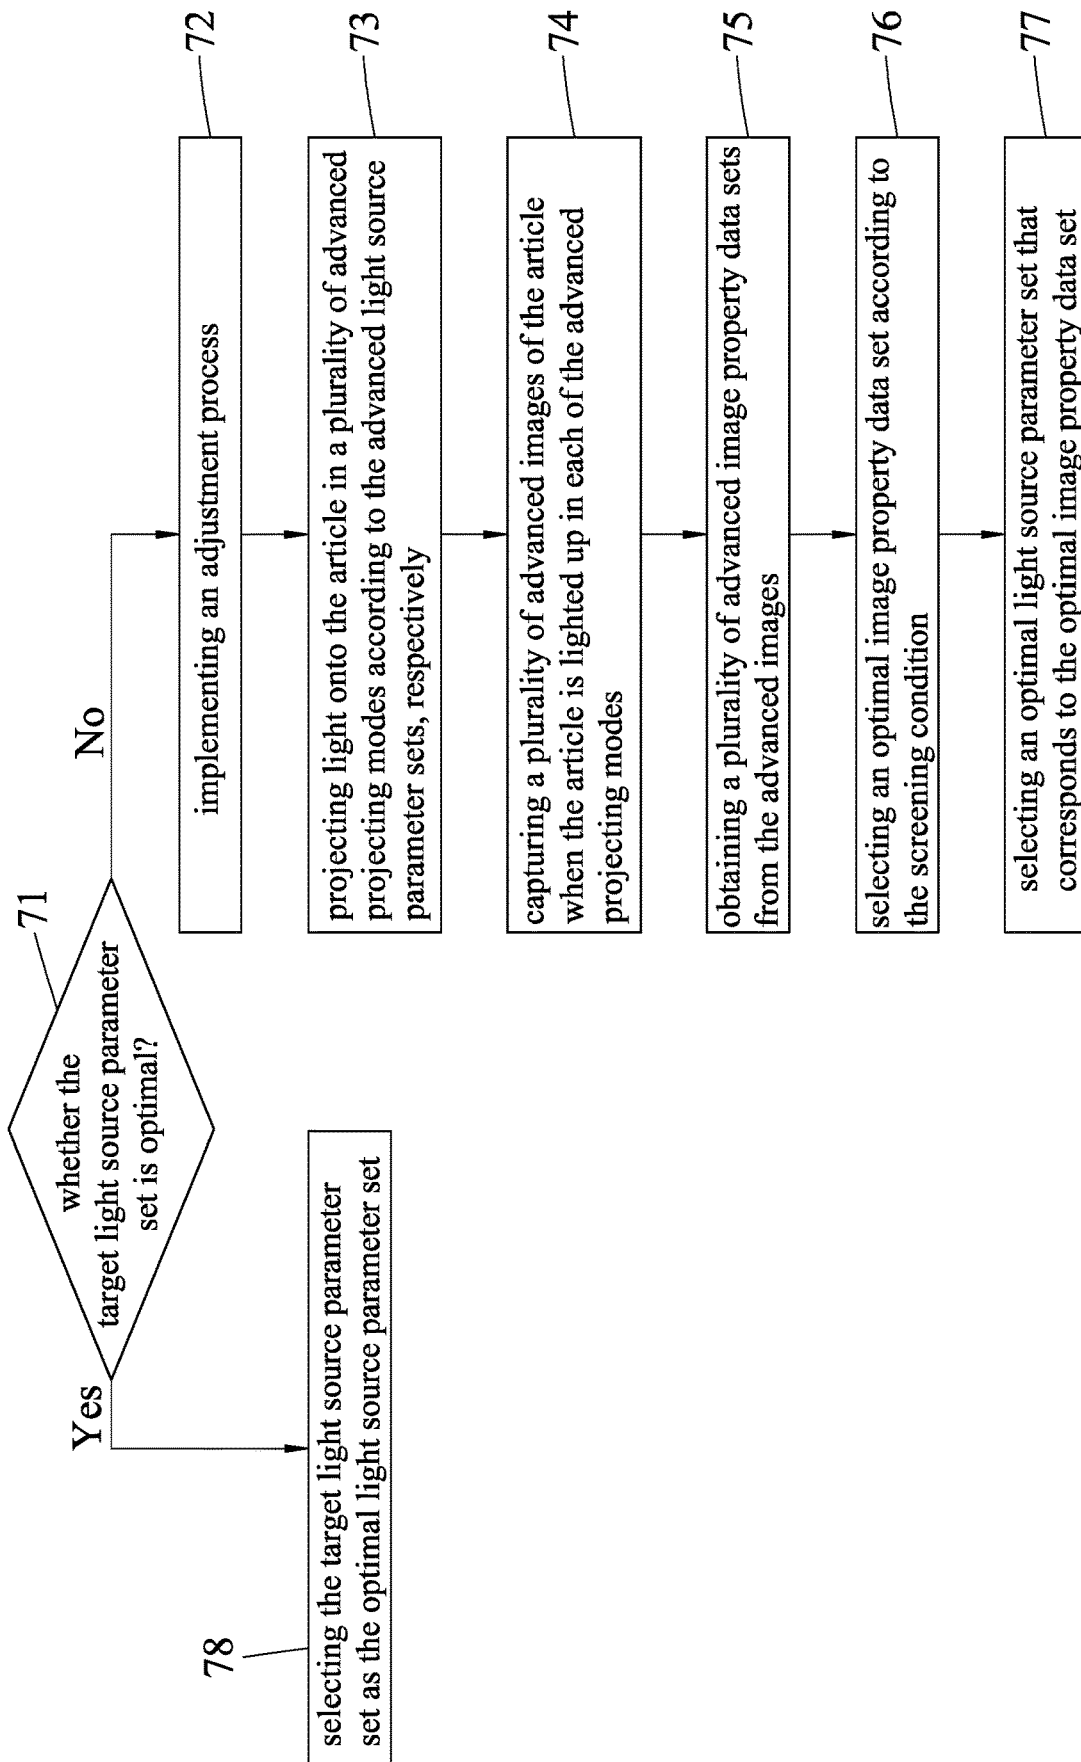 whether the
target light source parameter
set is optimal?
71
Yes
No
78
selecting the target light source parameter
set as the optimal light source parameter set
implementing an adjustment process
72
projecting light onto the article in a plurality of advanced
projecting modes according to the advanced light source
parameter sets, respectively
73
capturing a plurality of advanced images of the article
when the article is lighted up in each of the advanced
projecting modes
74
obtaining a plurality of advanced image property data sets
from the advanced images
75
selecting an optimal image property data set according to
the screening condition
76
selecting an optimal light source parameter set that
corresponds to the optimal image property data set
77